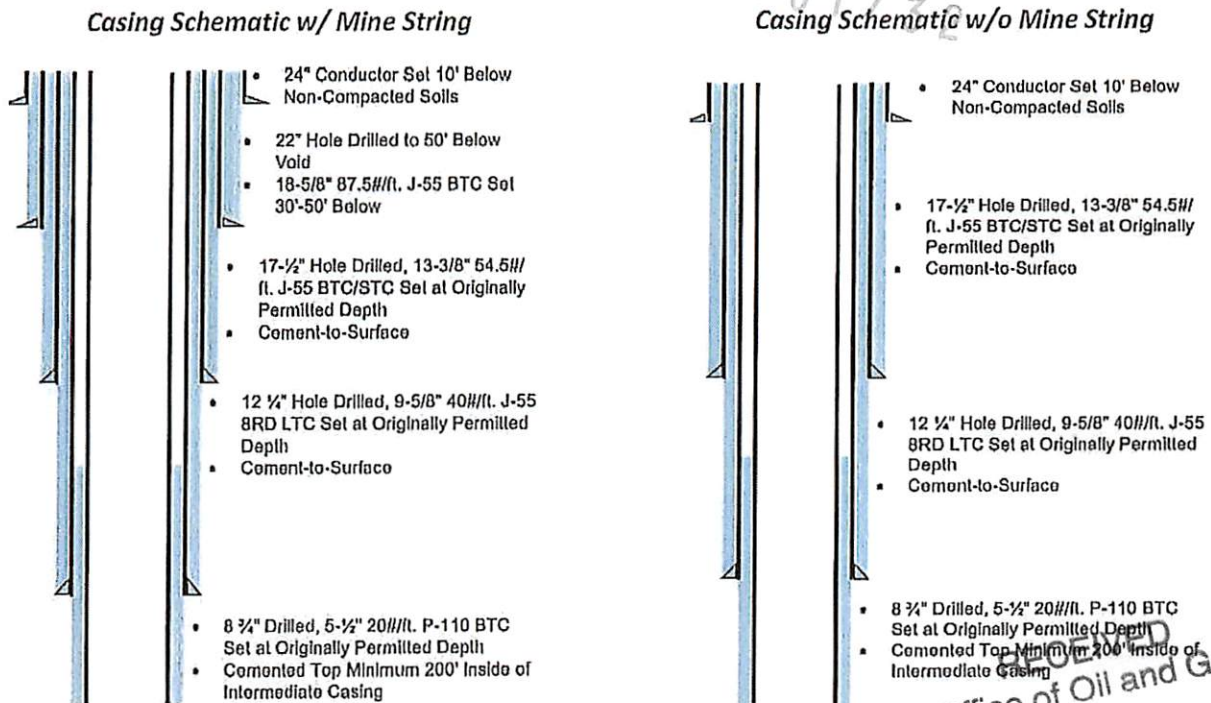 Casing Schematic w/ Mine String
24" Conductor Set 10' Below
Non-Compacted Soils
22" Hole Drilled to 50' Below
Void
18-5/8" 87.5#/ft. J-55 BTC Set
30'-50' Below
17-½" Hole Drilled, 13-3/8" 54.5#/
ft. J-55 BTC/STC Set at Originally
Permitted Depth
Cement-to-Surface
12 ¼" Hole Drilled, 9-5/8" 40#/ft. J-55
8RD LTC Set at Originally Permitted
Depth
Cement-to-Surface
8 ¾" Drilled, 5-½" 20#/ft. P-110 BTC
Set at Originally Permitted Depth
Cemented Top Minimum 200' Inside of
Intermediate Casing
Casing Schematic w/o Mine String
24" Conductor Set 10' Below
Non-Compacted Soils
17-½" Hole Drilled, 13-3/8" 54.5#/
ft. J-55 BTC/STC Set at Originally
Permitted Depth
Cement-to-Surface
12 ¼" Hole Drilled, 9-5/8" 40#/ft. J-55
8RD LTC Set at Originally Permitted
Depth
Cement-to-Surface
8 ¾" Drilled, 5-½" 20#/ft. P-110 BTC
Set at Originally Permitted Depth
Cemented Top Minimum 200' Inside of
Intermediate Casing
RECEIVED
of Oil and G